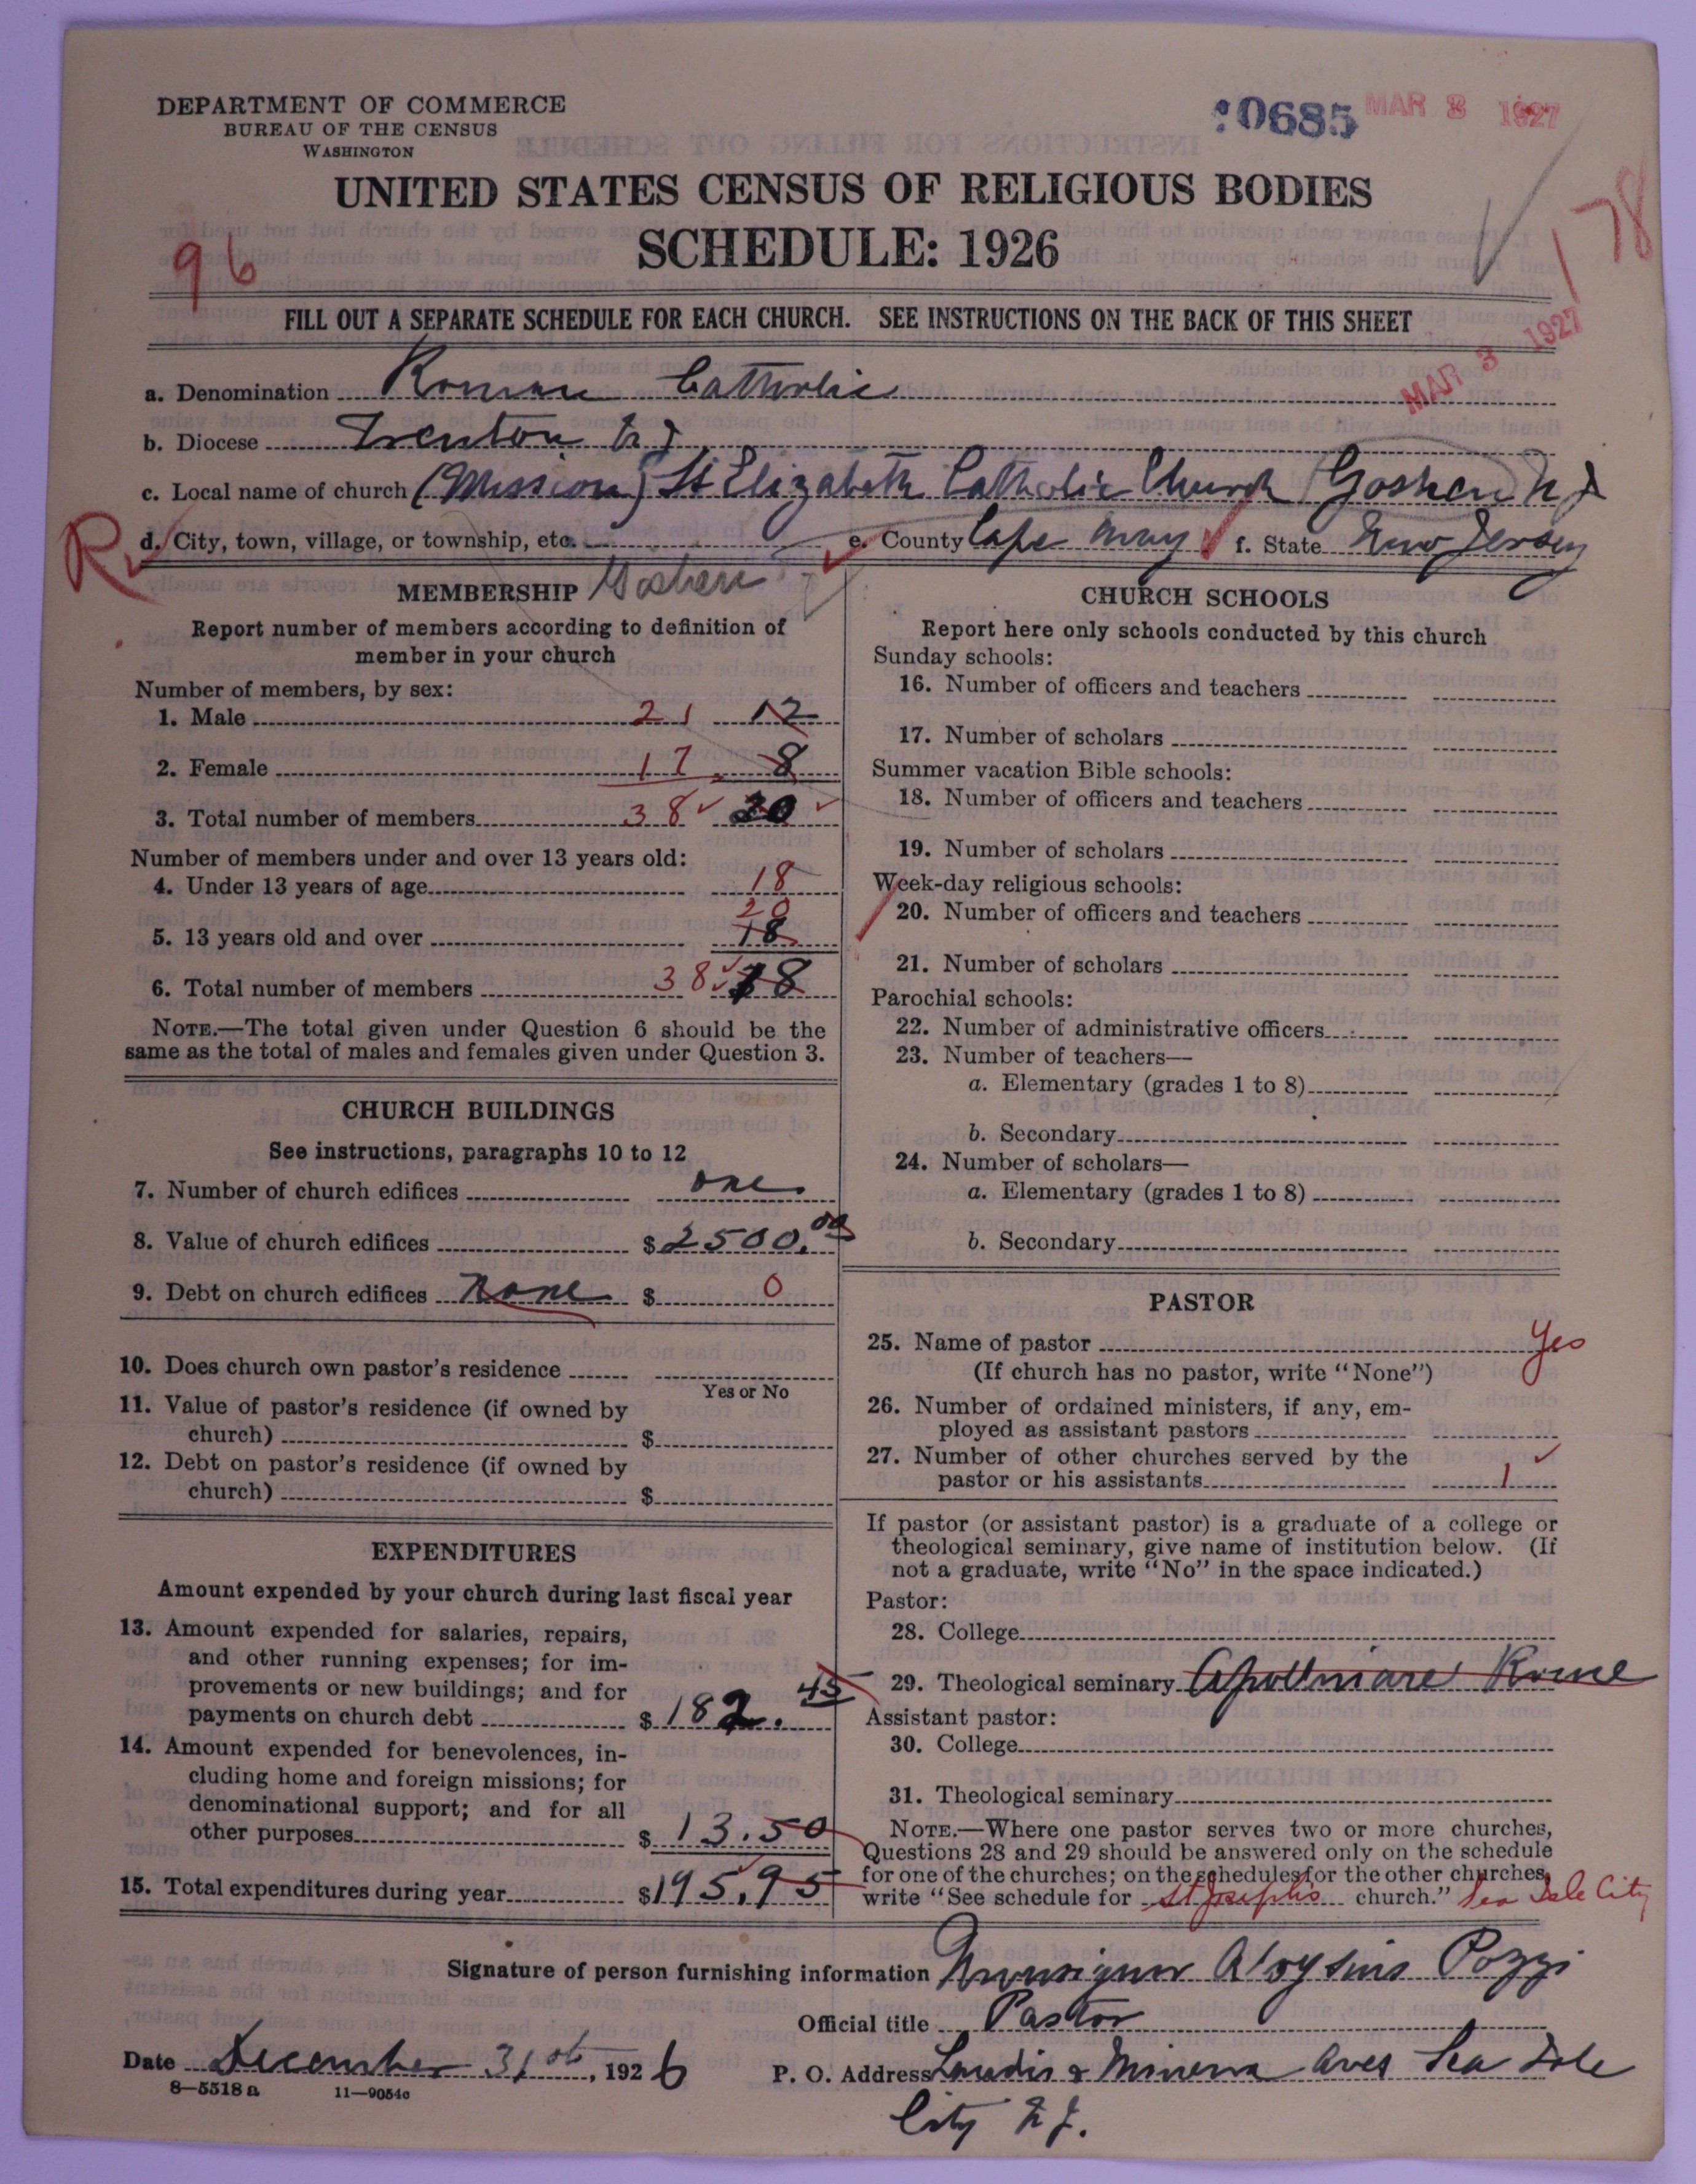 DEPARTMENT OF COMMERCE
BUREAU OF THE CENSUS
WASHINGTON
0685 MAR 3 1927
UNITED STATES CENSUS OF RELIGIOUS BODIES
SCHEDULE: 1926
96
178
FILL OUT A SEPARATE SCHEDULE FOR EACH CHURCH. SEE INSTRUCTIONS ON THE BACK OF THIS SHEET
MAR 3 1927
a. Denomination Roman Catholic
b. Diocese Trenton N J
c. Local name of church (Mission) St Elizabeth Catholic Church Goshen N J
R
d. City, town, village, or township, etc. e. County Cape May f. State New Jersey
MEMBERSHIP Goshen
Report number of members according to definition of
member in your church
Number of members, by sex:
1. Male 21 12
2. Female 17 8
3. Total number of members 38 20
Number of members under and over 13 years old:
4. Under 13 years of age 18
20
5. 13 years old and over 18
6. Total number of members 38 18
NOTE.—The total given under Question 6 should be the
same as the total of males and females given under Question 3.
CHURCH BUILDINGS
See instructions, paragraphs 10 to 12
7. Number of church edifices one
8. Value of church edifices $2500.00
9. Debt on church edifices None $ 0
10. Does church own pastor's residence
Yes or No
11. Value of pastor's residence (if owned by
church) $
12. Debt on pastor's residence (if owned by
church) $
EXPENDITURES
Amount expended by your church during last fiscal year
13. Amount expended for salaries, repairs,
and other running expenses; for im-
provements or new buildings; and for
payments on church debt $182.45
14. Amount expended for benevolences, in-
cluding home and foreign missions; for
denominational support; and for all
other purposes $13.50
15. Total expenditures during year $195.95
CHURCH SCHOOLS
Report here only schools conducted by this church
Sunday schools:
16. Number of officers and teachers
17. Number of scholars
Summer vacation Bible schools:
18. Number of officers and teachers
19. Number of scholars
Week-day religious schools:
20. Number of officers and teachers
21. Number of scholars
Parochial schools:
22. Number of administrative officers
23. Number of teachers—
a. Elementary (grades 1 to 8)
b. Secondary
24. Number of scholars—
a. Elementary (grades 1 to 8)
b. Secondary
PASTOR
25. Name of pastor Yes
(If church has no pastor, write "None")
26. Number of ordained ministers, if any, em-
ployed as assistant pastors
27. Number of other churches served by the
pastor or his assistants 1
If pastor (or assistant pastor) is a graduate of a college or
theological seminary, give name of institution below. (If
not a graduate, write "No" in the space indicated.)
Pastor:
28. College
29. Theological seminary Apollinare Rome
Assistant pastor:
30. College
31. Theological seminary
NOTE.—Where one pastor serves two or more churches,
Questions 28 and 29 should be answered only on the schedule
for one of the churches; on the schedules for the other churches,
write "See schedule for St Joseph's church." Sea Isle City
Signature of person furnishing information Monsignor Aloysius Pozzi
Official title Pastor
Date December 31st, 1926 P. O. Address Landis & Minerva Aves Sea Isle
8-5518 a 11-9054c
City N J.